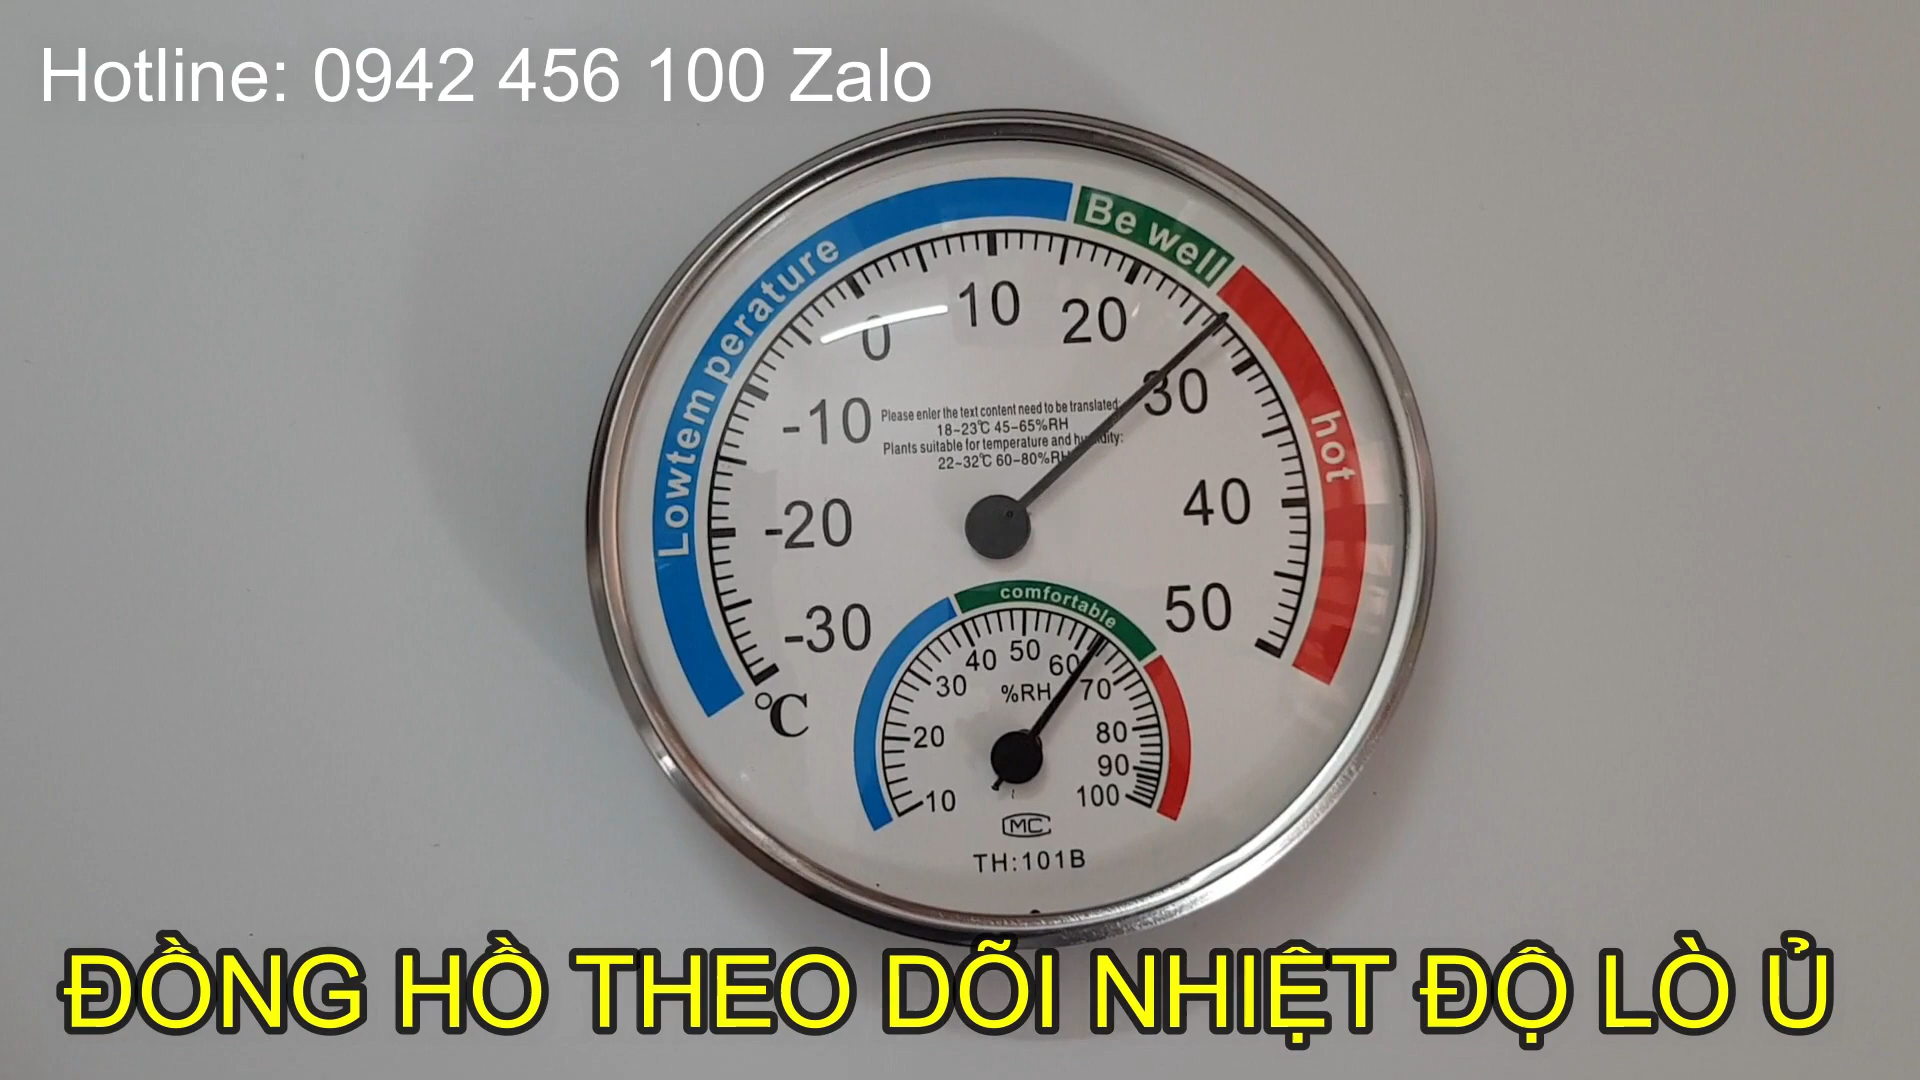 Hotline: 0942 456 100 Zalo
Lowtem perature
Be well
hot
-30
-20
-10
0
10
20
30
40
50
°C
Please enler the text content need to be translated:
18~23℃ 45-65%RH
Plants suitable for temperature and humidity:
22~32℃ 60-80%RH
comfortable
10
20
30
40
50
60
70
80
90
100
%RH
MC
TH:101B
ĐỒNG HỒ THEO DÕI NHIỆT ĐỘ LÒ Ủ